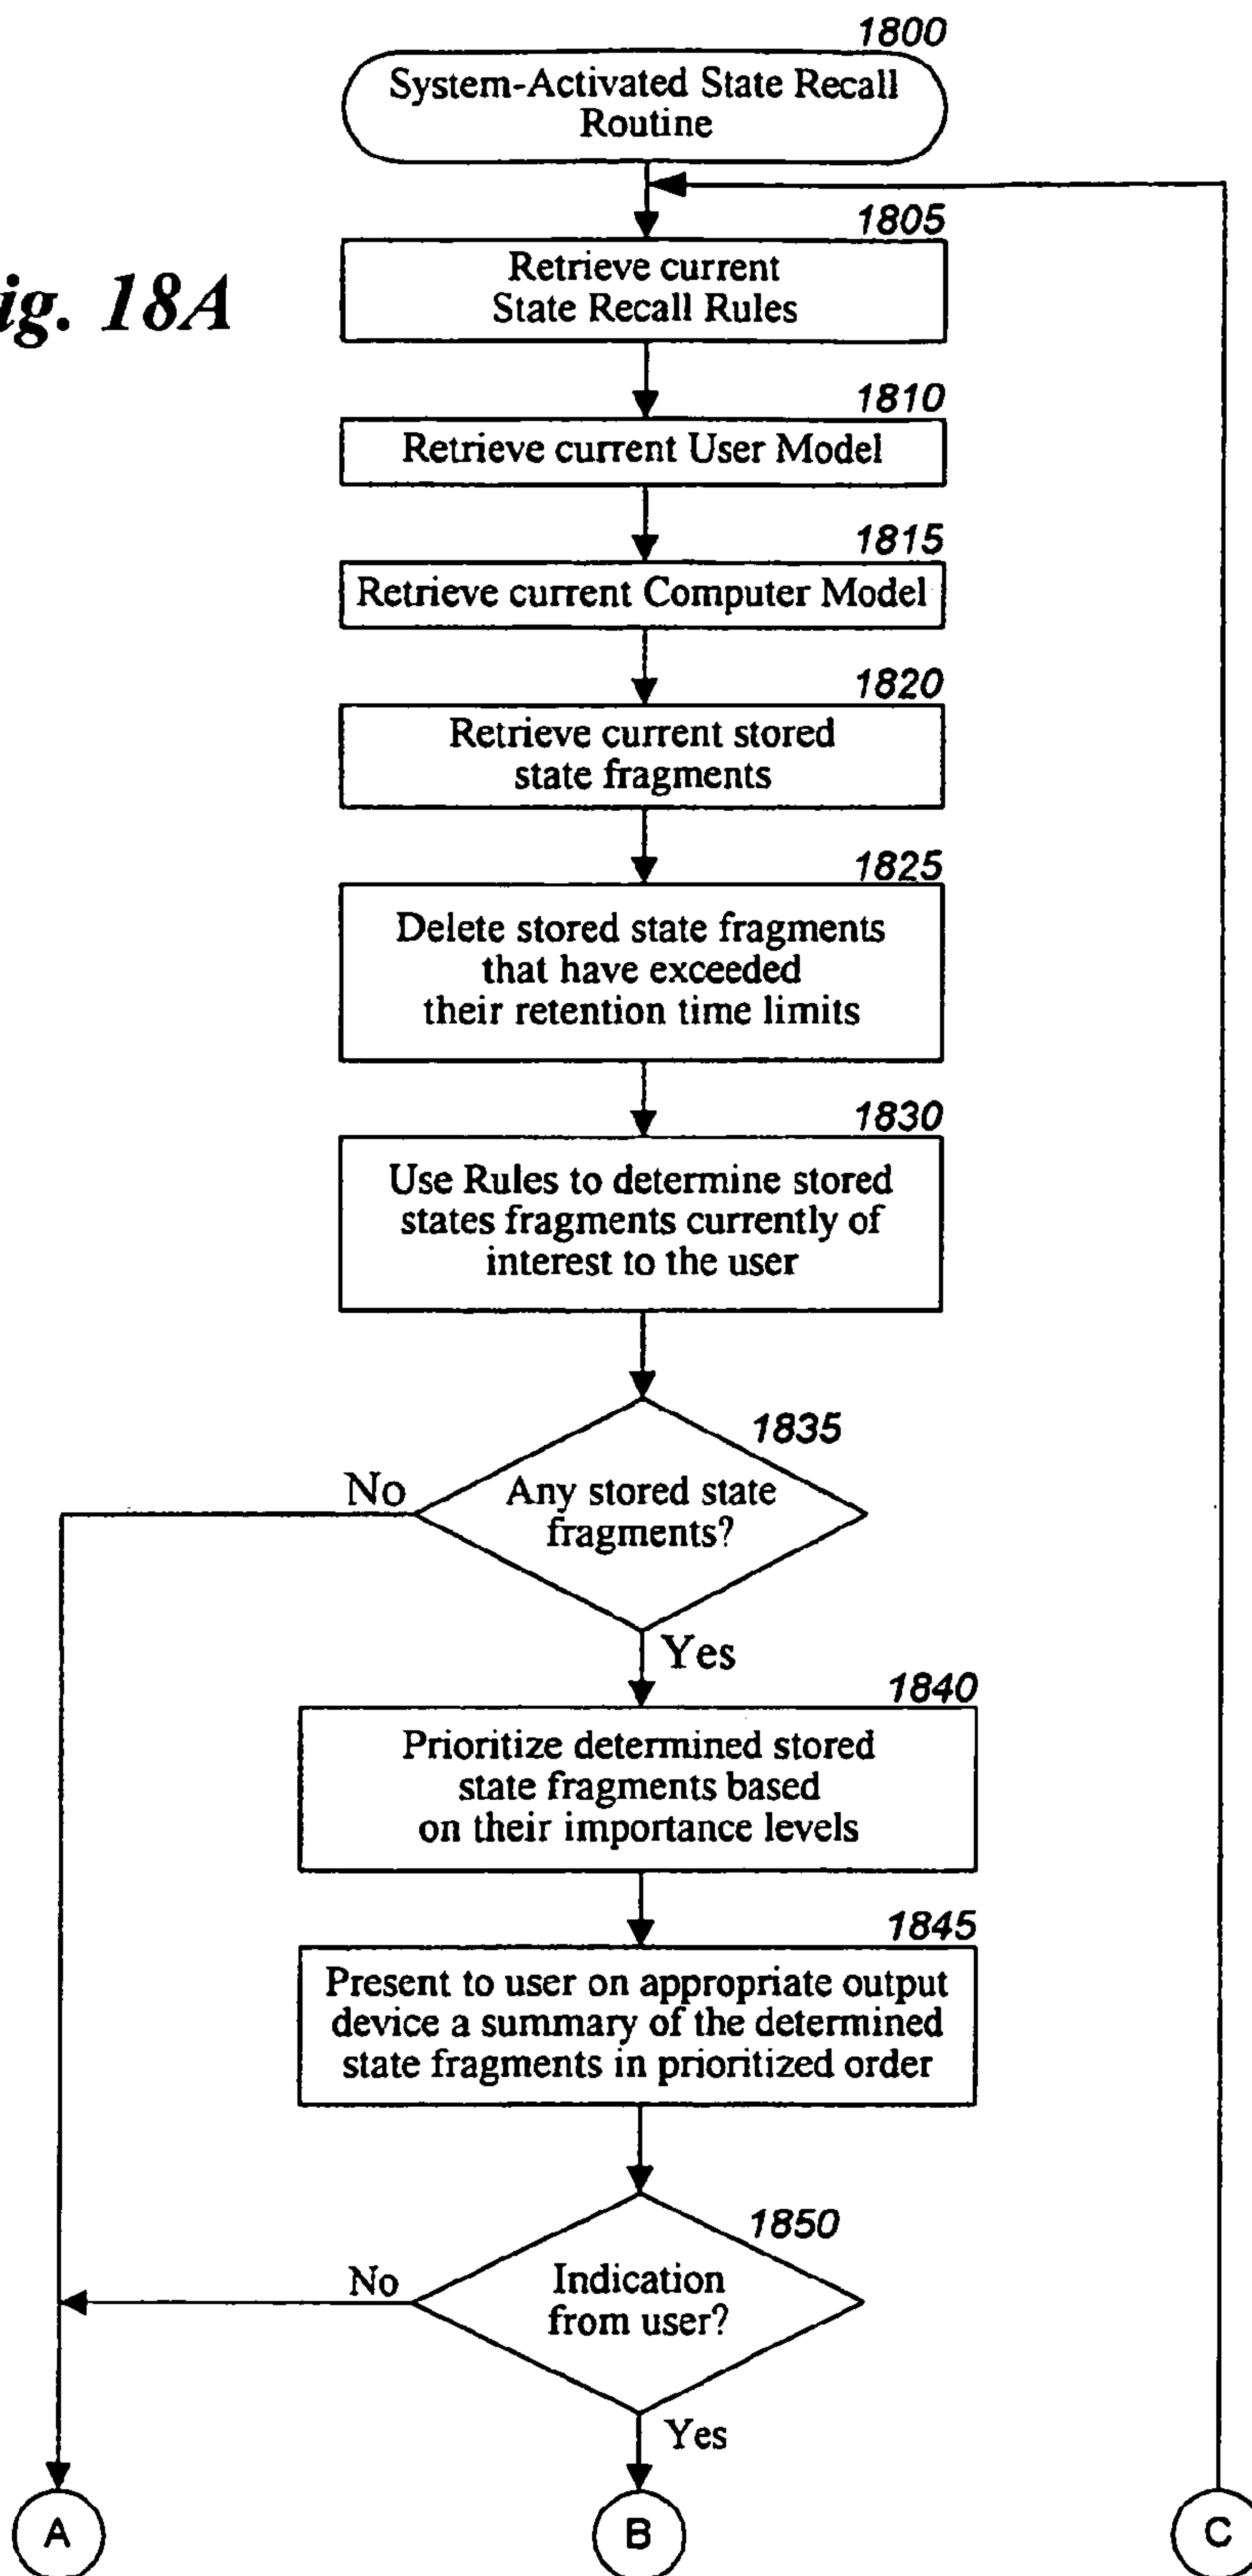 1800
System-Activated State Recall
Routine
1805
Retrieve current
State Recall Rules
ig. 18A
1810
Retrieve current User Model
1815
Retrieve current Computer Model
1820
Retrieve current stored
state fragments
1825
Delete stored state fragments
that have exceeded
their retention time limits
1830
Use Rules to determine stored
states fragments currently of
interest to the user
1835
No
Any stored state
fragments?
Yes
1840
Prioritize determined stored
state fragments based
on their importance levels
1845
Present to user on appropriate output
device a summary of the determined
state fragments in prioritized order
1850
No
Indication
from user?
Yes
A
B
C